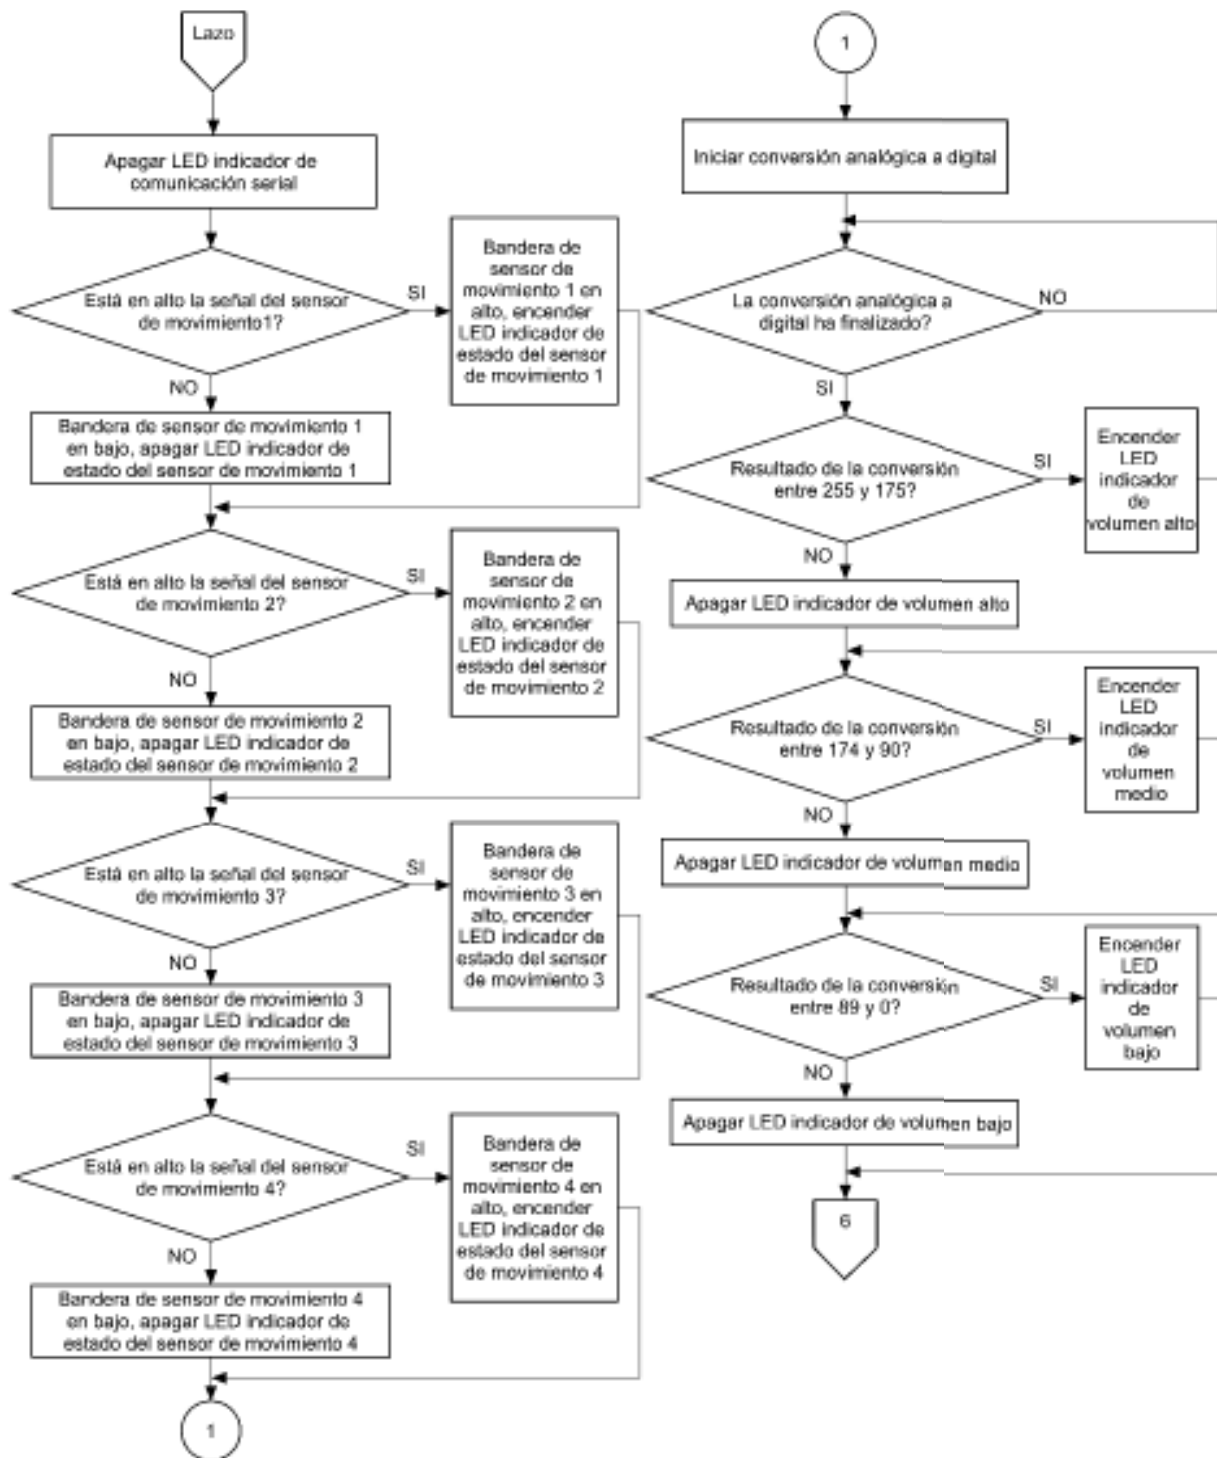 Lazo
Apagar LED indicador de
comunicación serial
Está en alto la señal del sensor
de movimiento1?
SI
Bandera de
sensor de
movimiento 1 en
alto, encender
LED indicador de
estado del sensor
de movimiento 1
NO
Bandera de sensor de movimiento 1
en bajo, apagar LED indicador de
estado del sensor de movimiento 1
Está en alto la señal del sensor
de movimiento 2?
SI
Bandera de
sensor de
movimiento 2 en
alto, encender
LED indicador de
estado del sensor
de movimiento 2
NO
Bandera de sensor de movimiento 2
en bajo, apagar LED indicador de
estado del sensor de movimiento 2
Está en alto la señal del sensor
de movimiento 3?
SI
Bandera de
sensor de
movimiento 3 en
alto, encender
LED indicador de
estado del sensor
de movimiento 3
NO
Bandera de sensor de movimiento 3
en bajo, apagar LED indicador de
estado del sensor de movimiento 3
Está en alto la señal del sensor
de movimiento 4?
SI
Bandera de
sensor de
movimiento 4 en
alto, encender
LED indicador de
estado del sensor
de movimiento 4
NO
Bandera de sensor de movimiento 4
en bajo, apagar LED indicador de
estado del sensor de movimiento 4
1
1
Iniciar conversión analógica a digital
La conversión analógica a
digital ha finalizado?
NO
SI
Resultado de la conversión
entre 255 y 175?
SI
Encender
LED
indicador
de
volumen alto
NO
Apagar LED indicador de volumen alto
Resultado de la conversión
entre 174 y 90?
SI
Encender
LED
indicador
de
volumen
medio
NO
Apagar LED indicador de volumen medio
Resultado de la conversión
entre 89 y 0?
SI
Encender
LED
indicador
de
volumen
bajo
NO
Apagar LED indicador de volumen bajo
6